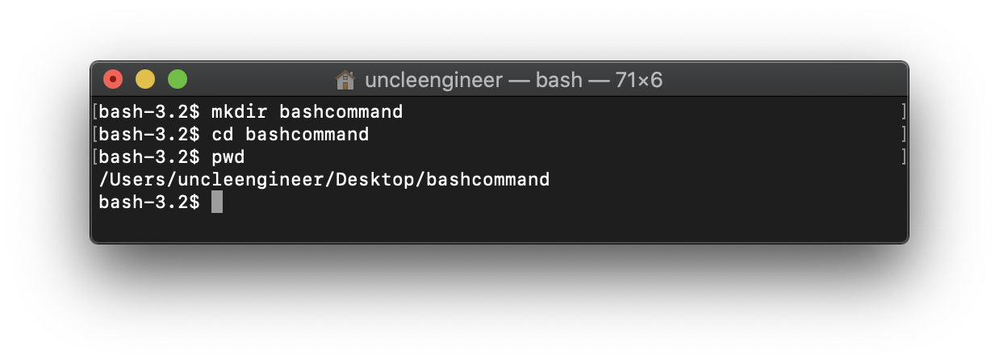 uncleengineer — bash — 71×6
[bash-3.2$ mkdir bashcommand ]
[bash-3.2$ cd bashcommand ]
[bash-3.2$ pwd ]
/Users/uncleengineer/Desktop/bashcommand
bash-3.2$